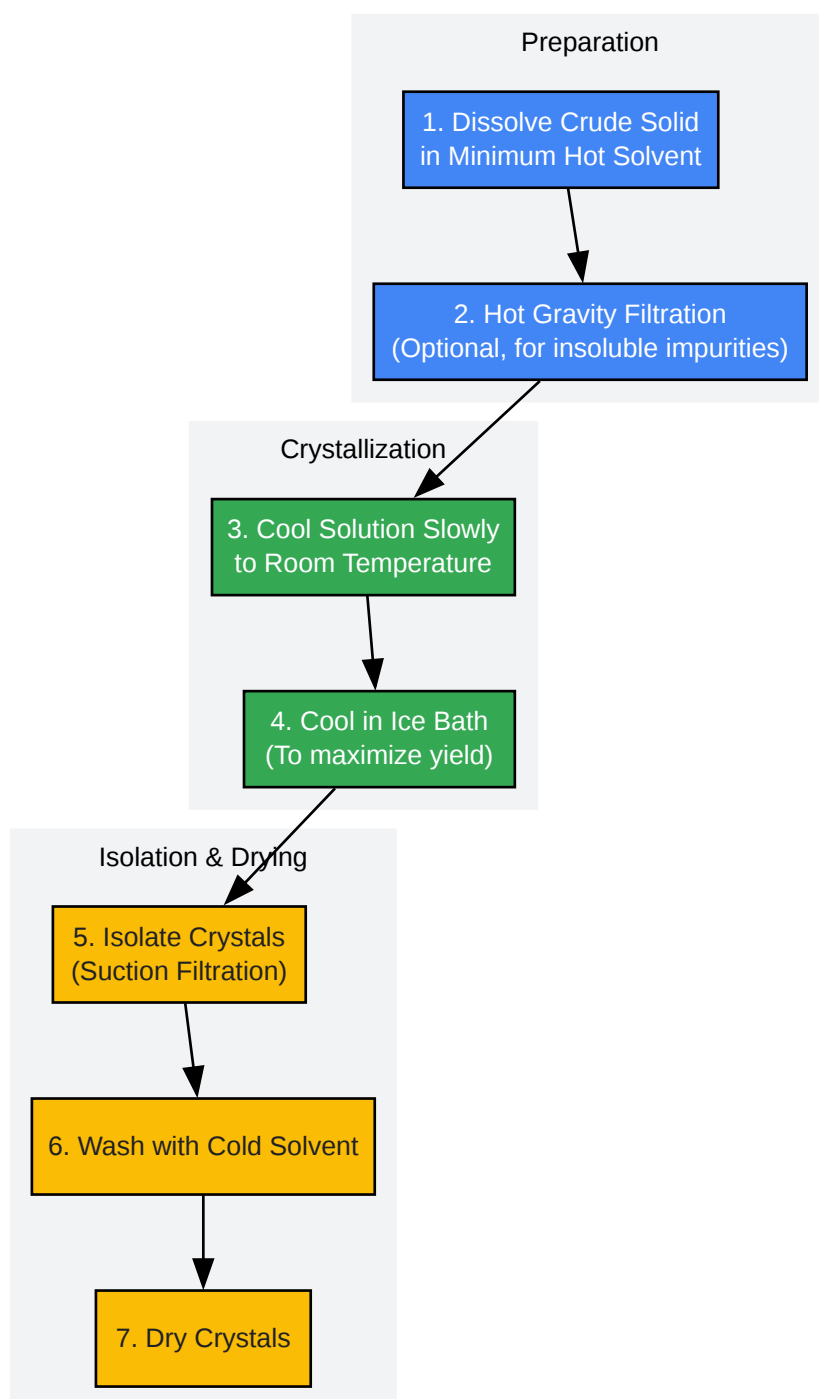 Preparation
1. Dissolve Crude Solid
in Minimum Hot Solvent
2. Hot Gravity Filtration
(Optional, for insoluble impurities)
Crystallization
3. Cool Solution Slowly
to Room Temperature
4. Cool in Ice Bath
(To maximize yield)
Isolation & Drying
5. Isolate Crystals
(Suction Filtration)
6. Wash with Cold Solvent
7. Dry Crystals